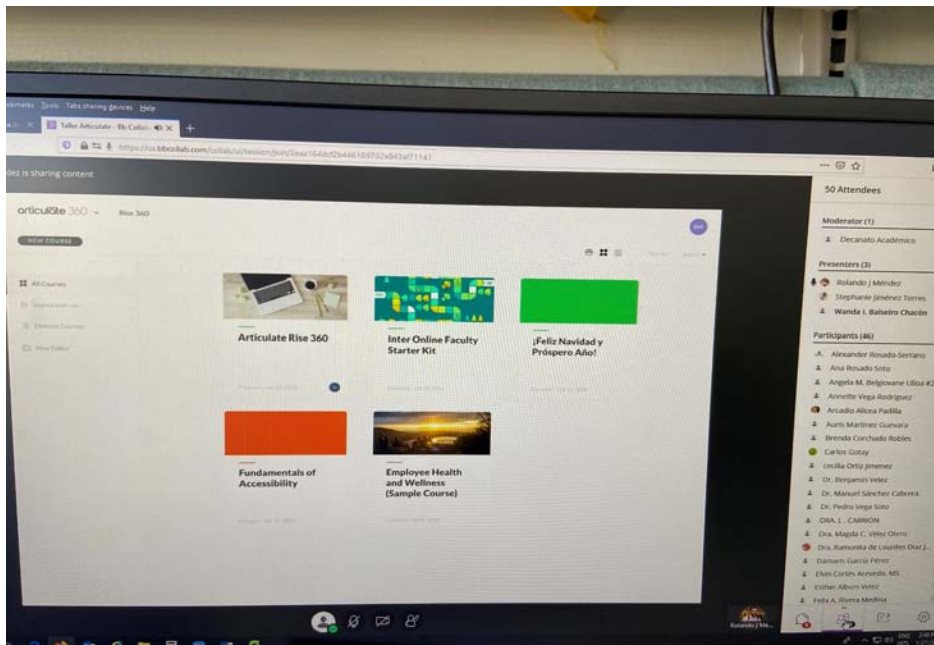 Tools Tabs sharing devices Help
Taller Articulate - Bb Collab
dez is sharing content
articulate 360
Rise 360
NEW COURSE
All Courses
New Folder
Articulate Rise 360
Inter Online Faculty
Starter Kit
¡Feliz Navidad y
Próspero Año!
Fundamentals of
Accessibility
Employee Health
and Wellness
(Sample Course)
50 Attendees
Moderator (1)
Decanato Académico
Presenters (3)
Rolando J Méndez
Stephanie Jiménez Torres
Wanda I. Balseiro Chacón
Participants (46)
Alexander Rosado-Serrano
Ana Rosado Soto
Angela M. Belgiovane Ulloa #2
Annette Vega Rodriguez
Arcadio Alicea Padilla
Auris Martinez Guevara
Brenda Corchado Robles
Carlos Gotay
cecilia Ortiz Jimenez
Dr. Benjamin Velez
Dr. Manuel Sánchez Cabrera
Dr. Pedro Vega Soto
DRA. J.. CARRION
Dra. Magda C. Vélez Otero
Dra. Ramonita de Lourdes Diaz J...
Damaris García Pérez
Elvin Cortés Acevedo, MS
Esther Albors Velez
Felix A. Rivera Medina
Rolando J Mé...
ENG